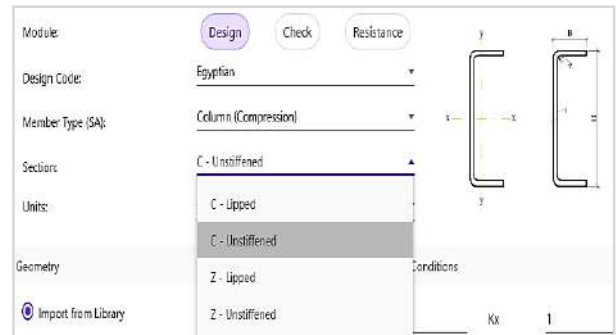 Module: Design Check Resistance
Design Code: Egyptian
Member Type (SA): Column (Compression)
Section: C - Unstiffened
Units:
C - Lipped
C - Unstiffened
Z - Lipped
Z - Unstiffened
Geometry
Conditions
Import from Library
Kx 1
y
x x
y
B
H